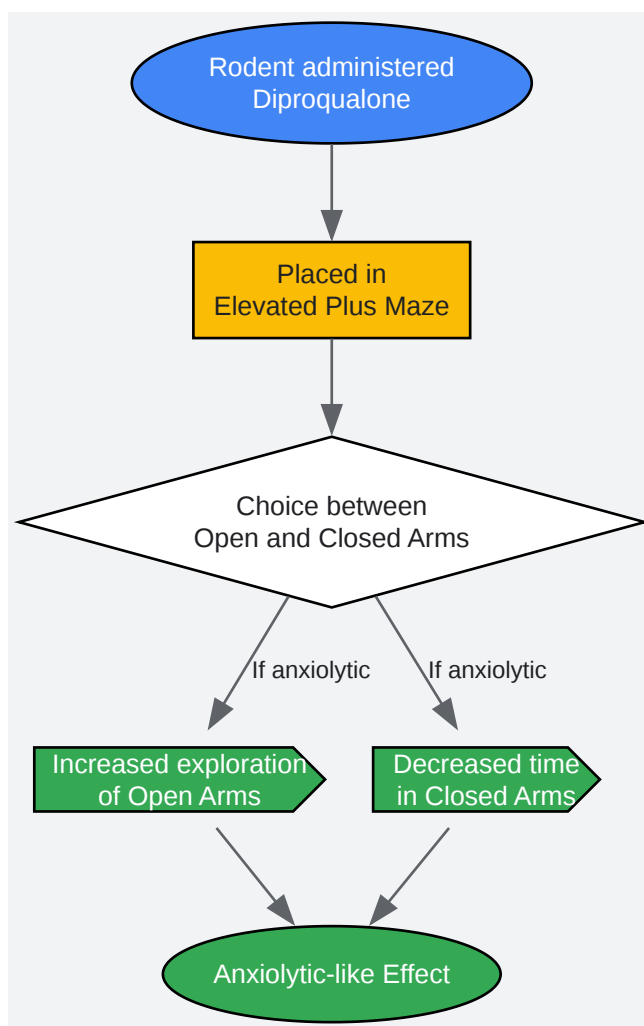 Rodent administered
Diproqualone
Placed in
Elevated Plus Maze
Choice between
Open and Closed Arms
If anxiolytic
If anxiolytic
Increased exploration
of Open Arms
Decreased time
in Closed Arms
Anxiolytic-like Effect